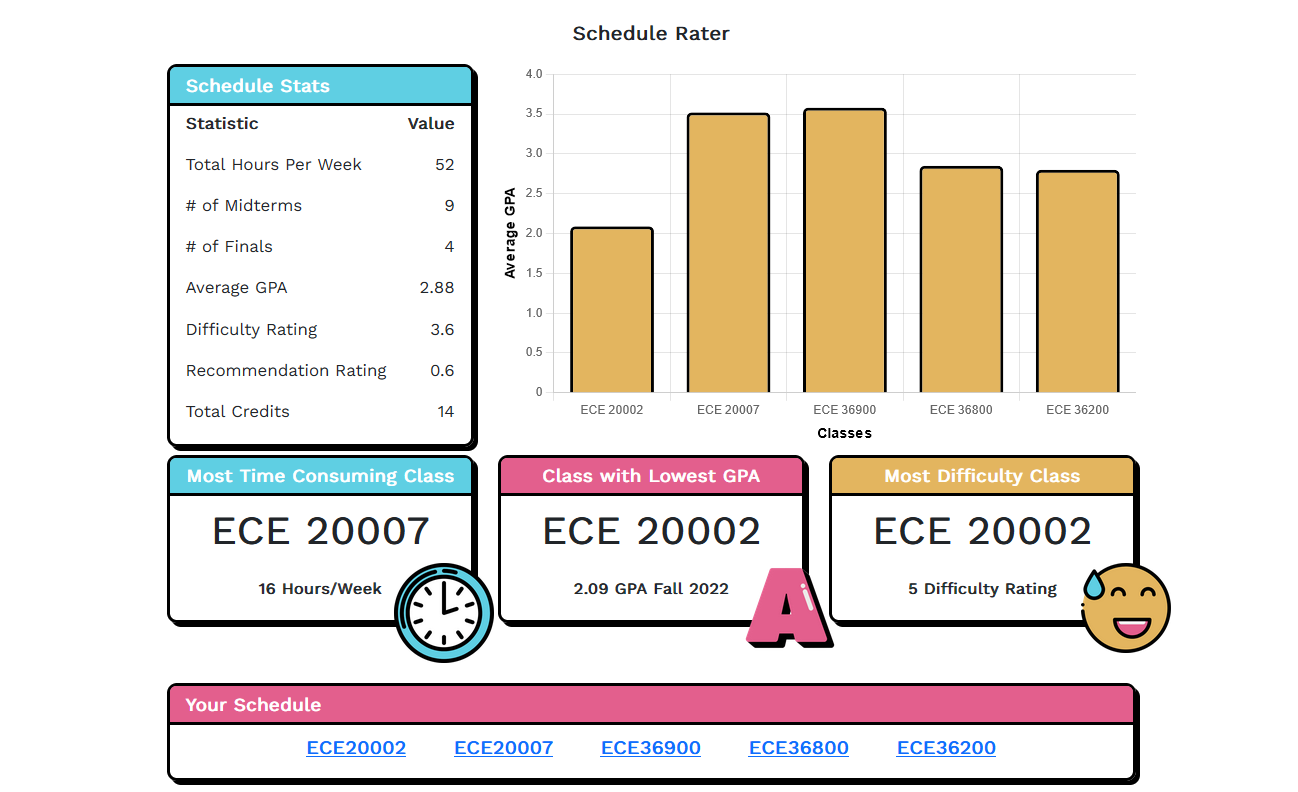 Schedule Rater
Schedule Stats
Statistic Value
Total Hours Per Week 52
# of Midterms 9
# of Finals 4
Average GPA 2.88
Difficulty Rating 3.6
Recommendation Rating 0.6
Total Credits 14
Average GPA
4.0
3.5
3.0
2.5
2.0
1.5
1.0
0.5
0
ECE 20002 ECE 20007 ECE 36900 ECE 36800 ECE 36200
Classes
Most Time Consuming Class
ECE 20007
16 Hours/Week
Class with Lowest GPA
ECE 20002
2.09 GPA Fall 2022
A
Most Difficulty Class
ECE 20002
5 Difficulty Rating
Your Schedule
ECE20002 ECE20007 ECE36900 ECE36800 ECE36200